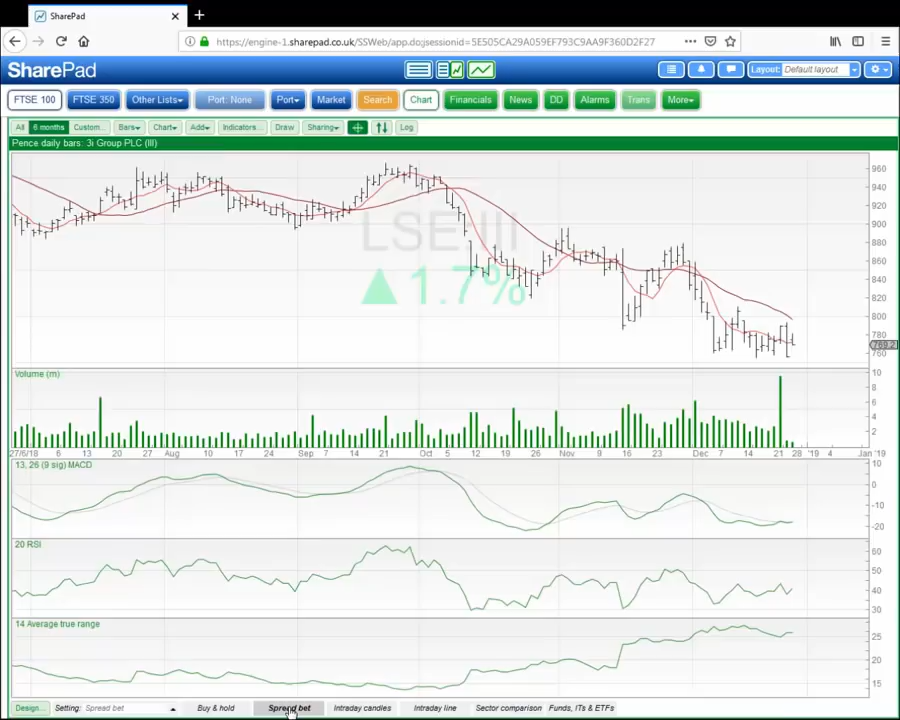 SharePad
https://engine-1.sharepad.co.uk/SSWeb/app.do;jsessionid=5E505CA29A059EF793C9AA9F360D2F27
SharePad
Layout: Default layout
FTSE 100 FTSE 350 Other Lists Port: None Port Market Search Chart Financials News DD Alarms Trans More
All 6 months Custom... Bars Chart Add Indicators... Draw Sharing Log
Pence daily bars: 3i Group PLC (III)
LSE:III
▲1.7%
960
940
920
900
880
860
840
820
800
780
769.2
760
Volume (m)
10
8
6
4
2
27/6/18 6 13 20 27 Aug 8 17 24 Sep 7 14 21 Oct 5 12 19 26 Nov 9 16 23 Dec 7 14 21 28 '19 4 Jan '19
13, 26 (9 sig) MACD
10
0
-10
-20
20 RSI
60
50
40
30
14 Average true range
25
20
15
Design... Setting: Spread bet Buy & hold Spread bet Intraday candles Intraday line Sector comparison Funds, ITs & ETFs